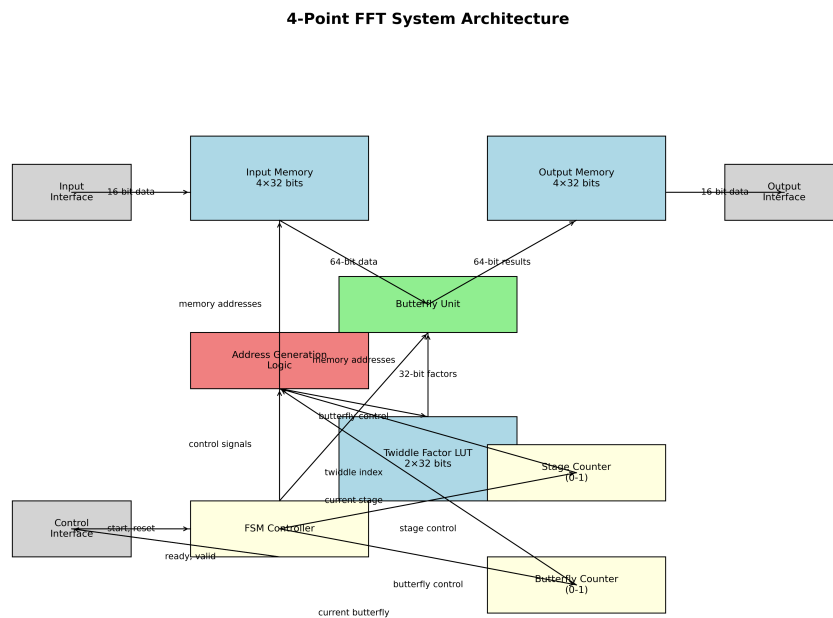 4-Point FFT System Architecture
Input Memory
4×32 bits
Output Memory
4×32 bits
Input
Interface
16-bit data
16-bit data
Output
Interface
64-bit data
64-bit results
memory addresses
Butterfly Unit
Address Generation
Logic
memory addresses
32-bit factors
butterfly control
Twiddle Factor LUT
2×32 bits
control signals
twiddle index
Stage Counter
(0-1)
current stage
Control
Interface
start, reset
FSM Controller
stage control
ready, valid
butterfly control
Butterfly Counter
(0-1)
current butterfly